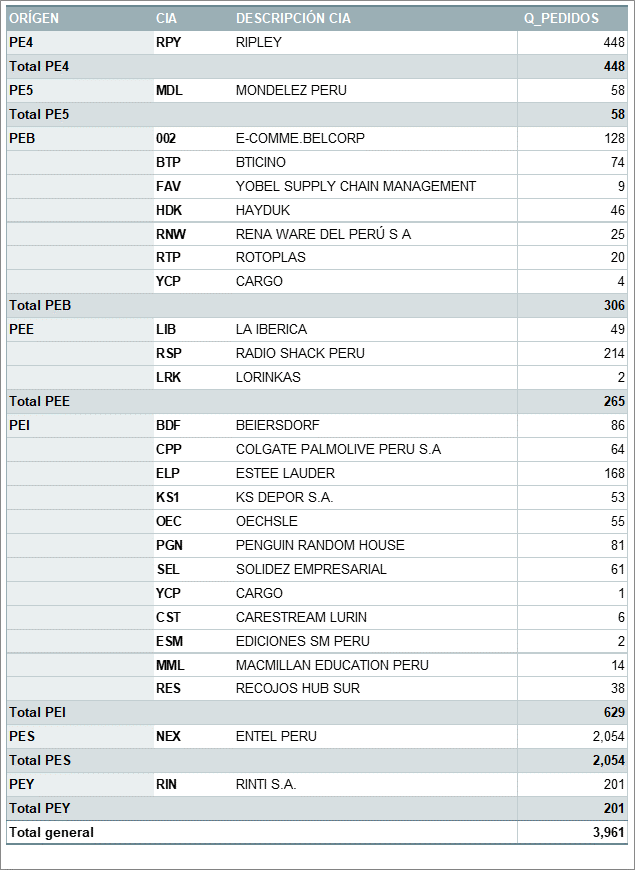 ORÍGEN CIA DESCRIPCIÓN CIA Q_PEDIDOS
PE4 RPY RIPLEY 448
Total PE4 448
PE5 MDL MONDELEZ PERU 58
Total PE5 58
PEB 002 E-COMME.BELCORP 128
BTP BTICINO 74
FAV YOBEL SUPPLY CHAIN MANAGEMENT 9
HDK HAYDUK 46
RNW RENA WARE DEL PERÚ S A 25
RTP ROTOPLAS 20
YCP CARGO 4
Total PEB 306
PEE LIB LA IBERICA 49
RSP RADIO SHACK PERU 214
LRK LORINKAS 2
Total PEE 265
PEI BDF BEIERSDORF 86
CPP COLGATE PALMOLIVE PERU S.A 64
ELP ESTEE LAUDER 168
KS1 KS DEPOR S.A. 53
OEC OECHSLE 55
PGN PENGUIN RANDOM HOUSE 81
SEL SOLIDEZ EMPRESARIAL 61
YCP CARGO 1
CST CARESTREAM LURIN 6
ESM EDICIONES SM PERU 2
MML MACMILLAN EDUCATION PERU 14
RES RECOJOS HUB SUR 38
Total PEI 629
PES NEX ENTEL PERU 2,054
Total PES 2,054
PEY RIN RINTI S.A. 201
Total PEY 201
Total general 3,961